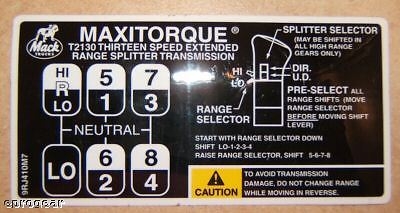 MAXITORQUE®
T2130 THIRTEEN SPEED EXTENDED
RANGE SPLITTER TRANSMISSION
Mack
TRUCKS
SPLITTER SELECTOR
(MAY BE SHIFTED IN
ALL HIGH RANGE
GEARS ONLY)
DIR.
U.D.
HI
R
LO
5
1
7
3
NEUTRAL
LO
6
2
8
4
RANGE
SELECTOR
PRE-SELECT ALL
RANGE SHIFTS (MOVE
RANGE SELECTOR
BEFORE MOVING SHIFT
LEVER)
START WITH RANGE SELECTOR DOWN
SHIFT LO-1-2-3-4
RAISE RANGE SELECTOR, SHIFT 5-6-7-8
CAUTION
TO AVOID TRANSMISSION
DAMAGE, DO NOT CHANGE RANGE
WHILE MOVING IN REVERSE.
9RJ410M7
eprogear